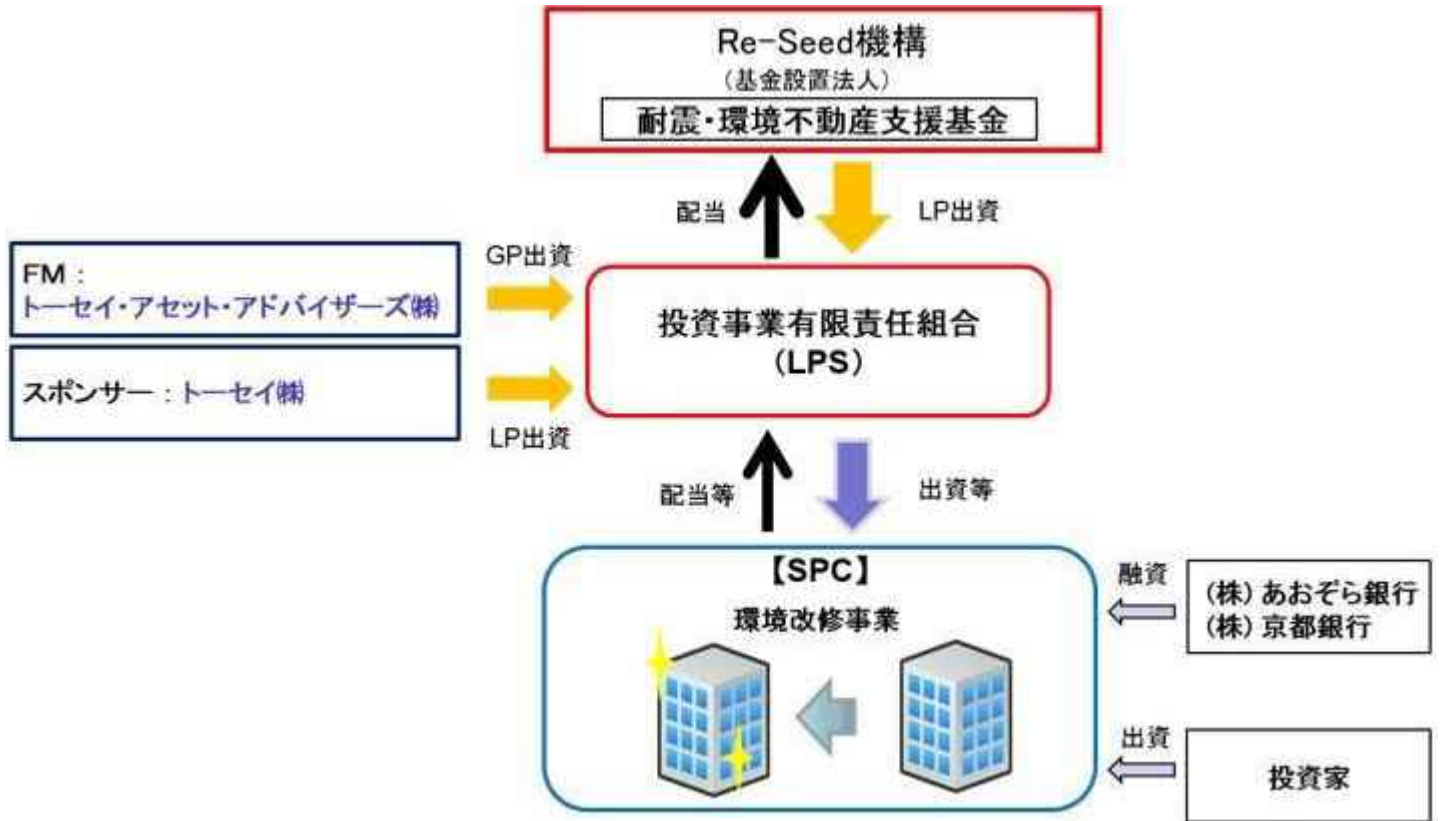 Re-Seed機構
（基金設置法人）
耐震・環境不動産支援基金
配当
LP出資
FM：
トーセイ・アセット・アドバイザーズ㈱
GP出資
スポンサー：トーセイ㈱
LP出資
投資事業有限責任組合
（LPS）
配当等
出資等
【SPC】
環境改修事業
融資
（株）あおぞら銀行
（株）京都銀行
出資
投資家